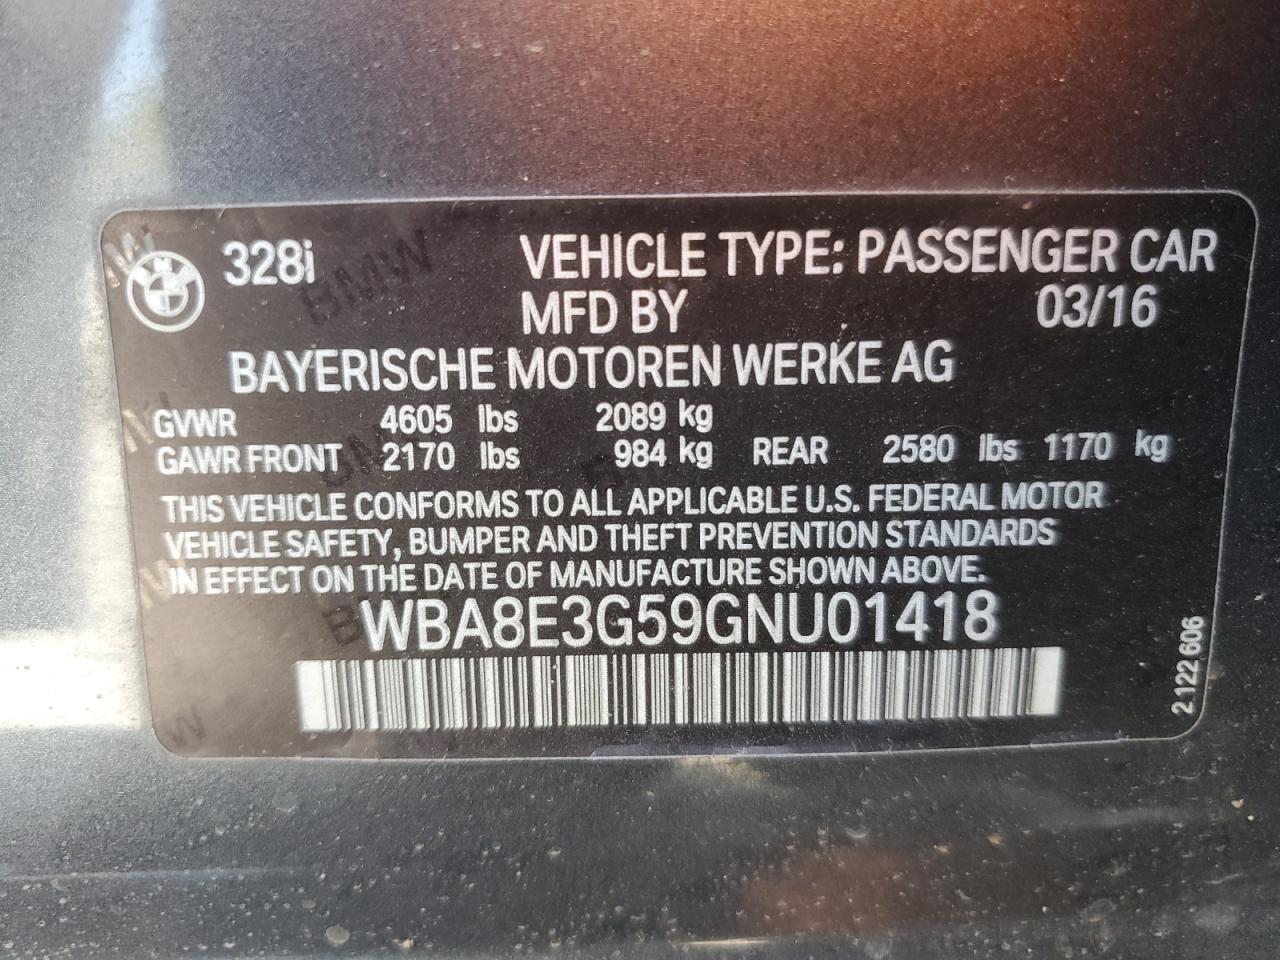 328i VEHICLE TYPE: PASSENGER CAR
MFD BY 03/16
BAYERISCHE MOTOREN WERKE AG
GVWR 4605 lbs 2089 kg
GAWR FRONT 2170 lbs 984 kg REAR 2580 lbs 1170 kg
THIS VEHICLE CONFORMS TO ALL APPLICABLE U.S. FEDERAL MOTOR
VEHICLE SAFETY, BUMPER AND THEFT PREVENTION STANDARDS
IN EFFECT ON THE DATE OF MANUFACTURE SHOWN ABOVE.
WBA8E3G59GNU01418
2.122 606
BMW